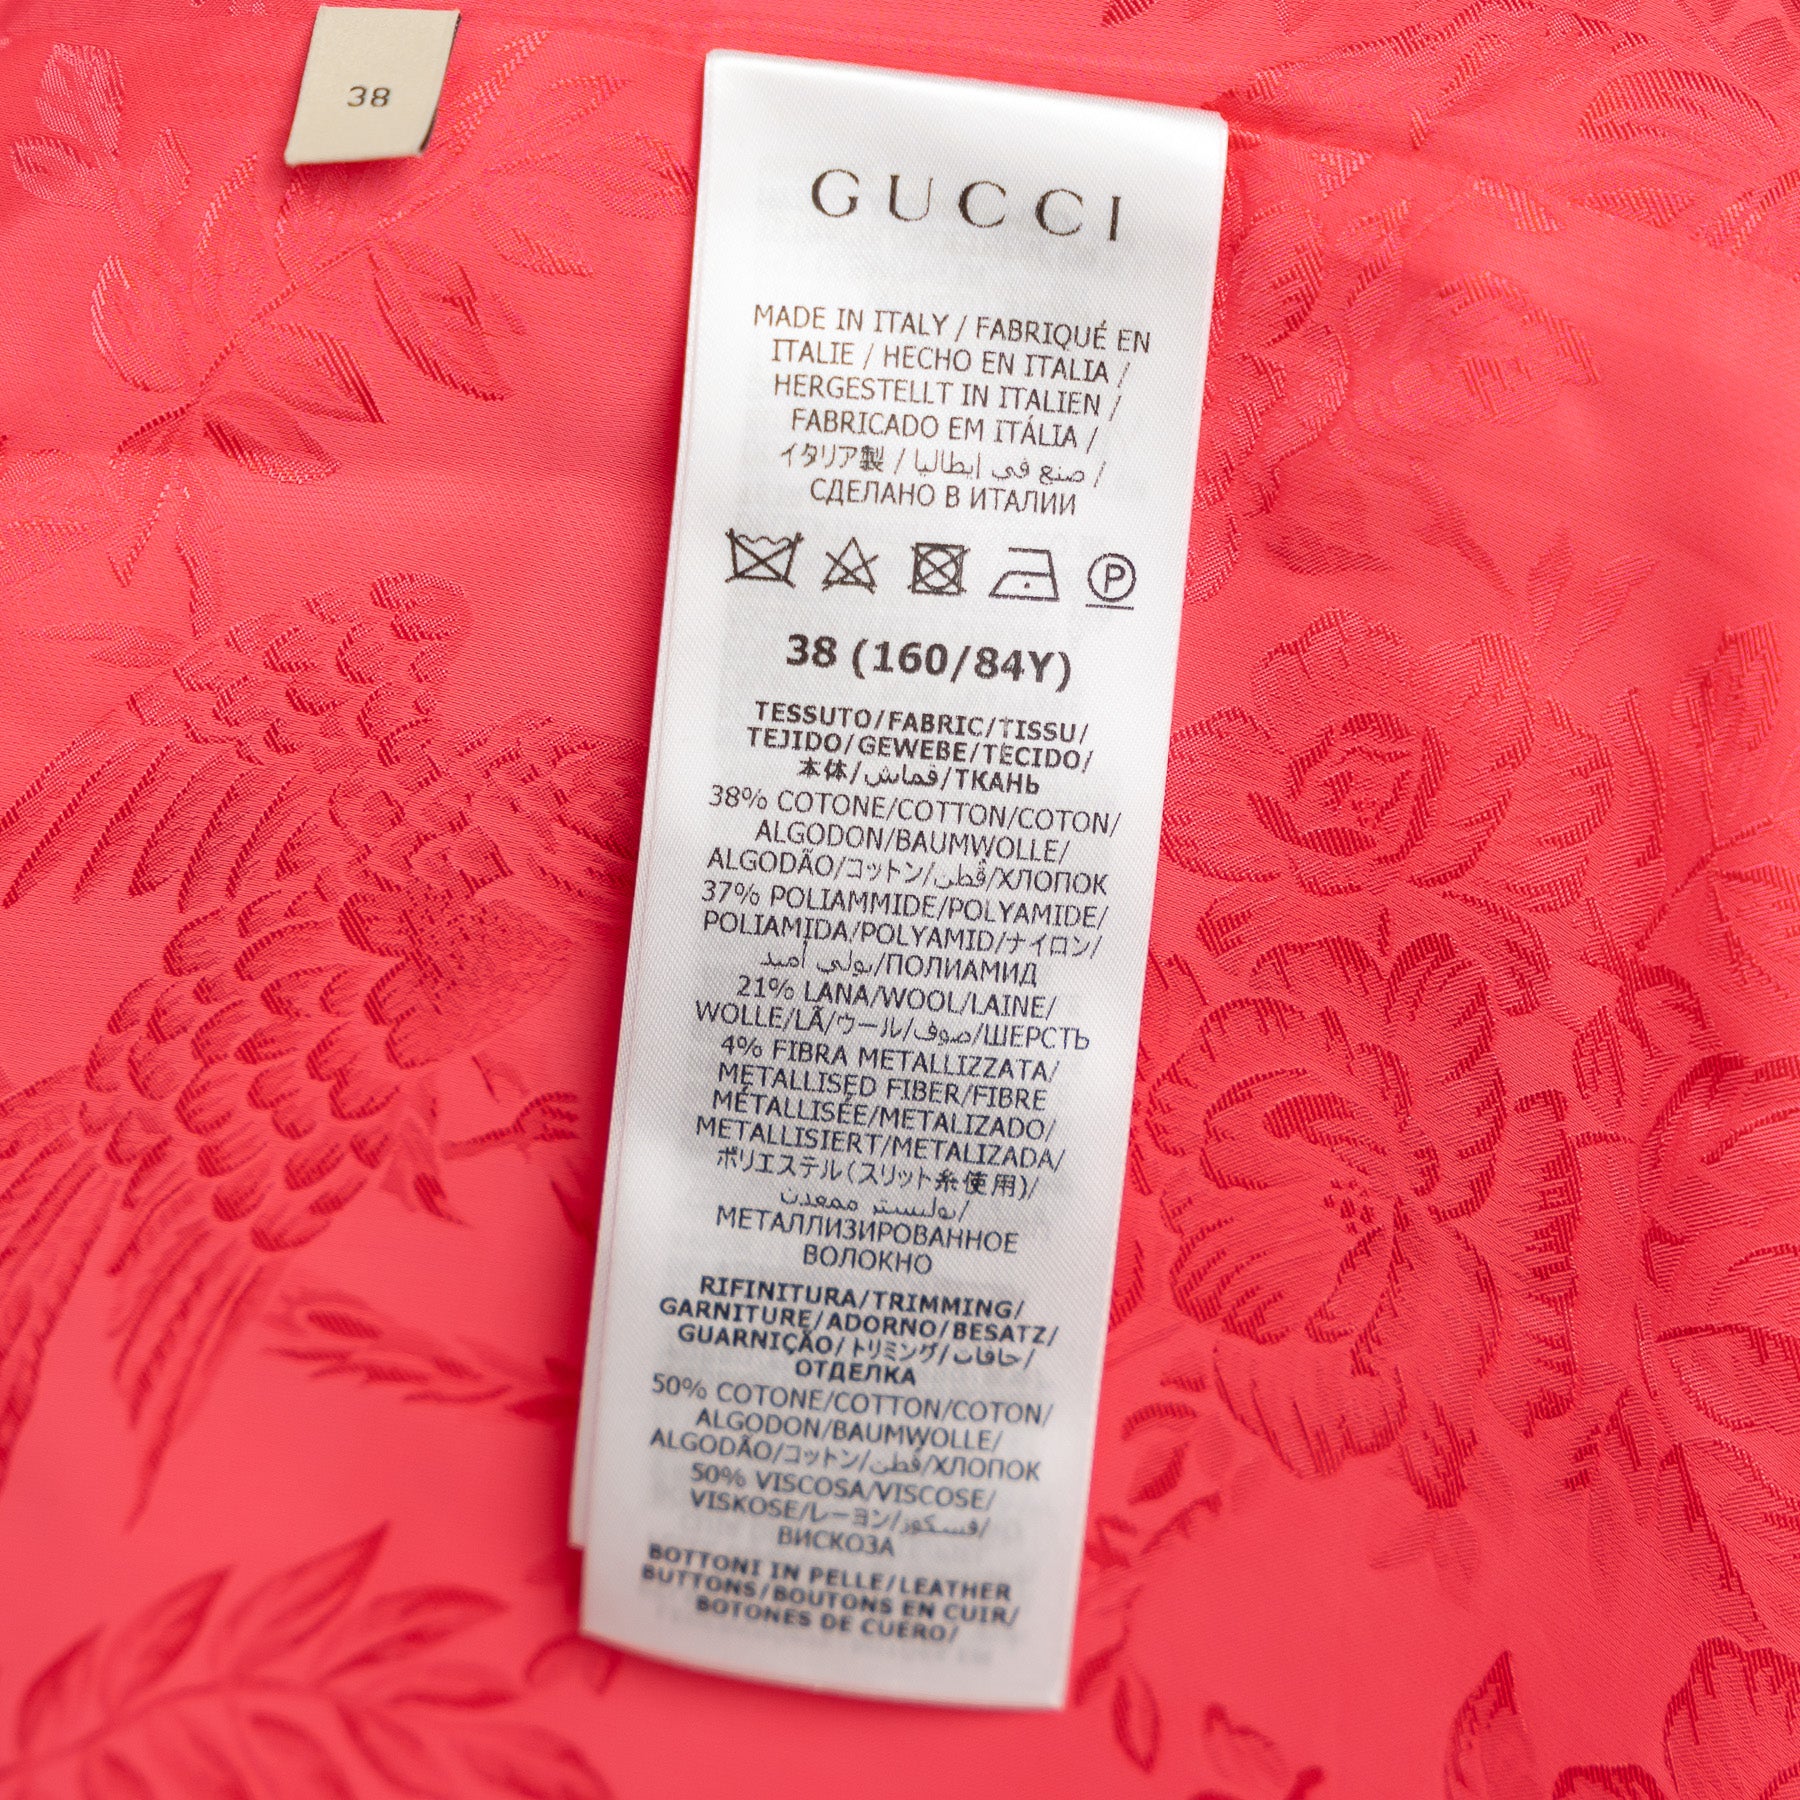 38
GUCCI
MADE IN ITALY / FABRIQUÉ EN
ITALIE / HECHO EN ITALIA /
HERGESTELLT IN ITALIEN /
FABRICADO EM ITÁLIA /
イタリア製 / صنع في ايطاليا /
СДЕЛАНО В ИТАЛИИ
P
38 (160/84Y)
TESSUTO/FABRIC/TISSU/
TEJIDO/GEWEBE/TECIDO/
本体/قماش/ТКАНЬ
38% COTONE/COTTON/COTON/
ALGODON/BAUMWOLLE/
ALGODÃO/コットン/قُطن/ХЛОПОК
37% POLIAMMIDE/POLYAMIDE/
POLIAMIDA/POLYAMID/ナイロン/
بولي أميد/ПОЛИАМИД
21% LANA/WOOL/LAINE/
WOLLE/LÃ/ウール/صوف/ШЕРСТЬ
4% FIBRA METALLIZZATA/
METALLISED FIBER/FIBRE
MÉTALLISÉE/METALIZADO/
METALLISIERT/METALIZADA/
ポリエステル(スリット糸使用)/
بوليستر ممعدن/
МЕТАЛЛИЗИРОВАННОЕ
ВОЛОКНО
RIFINITURA/TRIMMING/
GARNITURE/ADORNO/BESATZ/
GUARNIÇÃO/トリミング/حافات/
ОТДЕЛКА
50% COTONE/COTTON/COTON/
ALGODON/BAUMWOLLE/
ALGODÃO/コットン/قُطن/ХЛОПОК
50% VISCOSA/VISCOSE/
VISKOSE/レーヨン/فسكوز/
ВИСКОЗА
BOTTONI IN PELLE/LEATHER
BUTTONS/BOUTONS EN CUIR/
BOTONES DE CUERO/